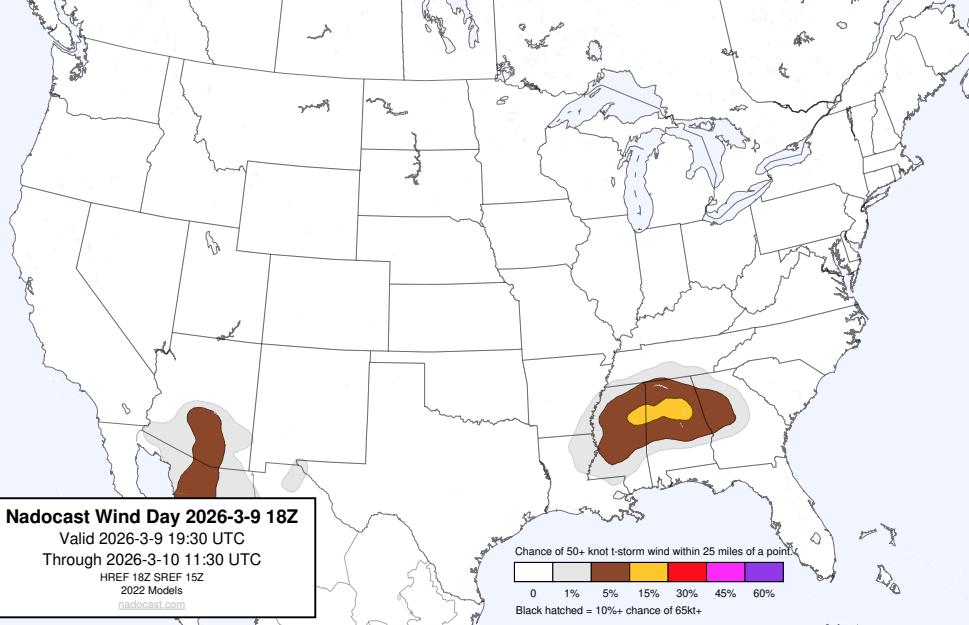 Nadocast Wind Day 2026-3-9 18Z
Valid 2026-3-9 19:30 UTC
Through 2026-3-10 11:30 UTC
HREF 18Z SREF 15Z
2022 Models
nadocast.com
Chance of 50+ knot t-storm wind within 25 miles of a point.
0 1% 5% 15% 30% 45% 60%
Black hatched = 10%+ chance of 65kt+